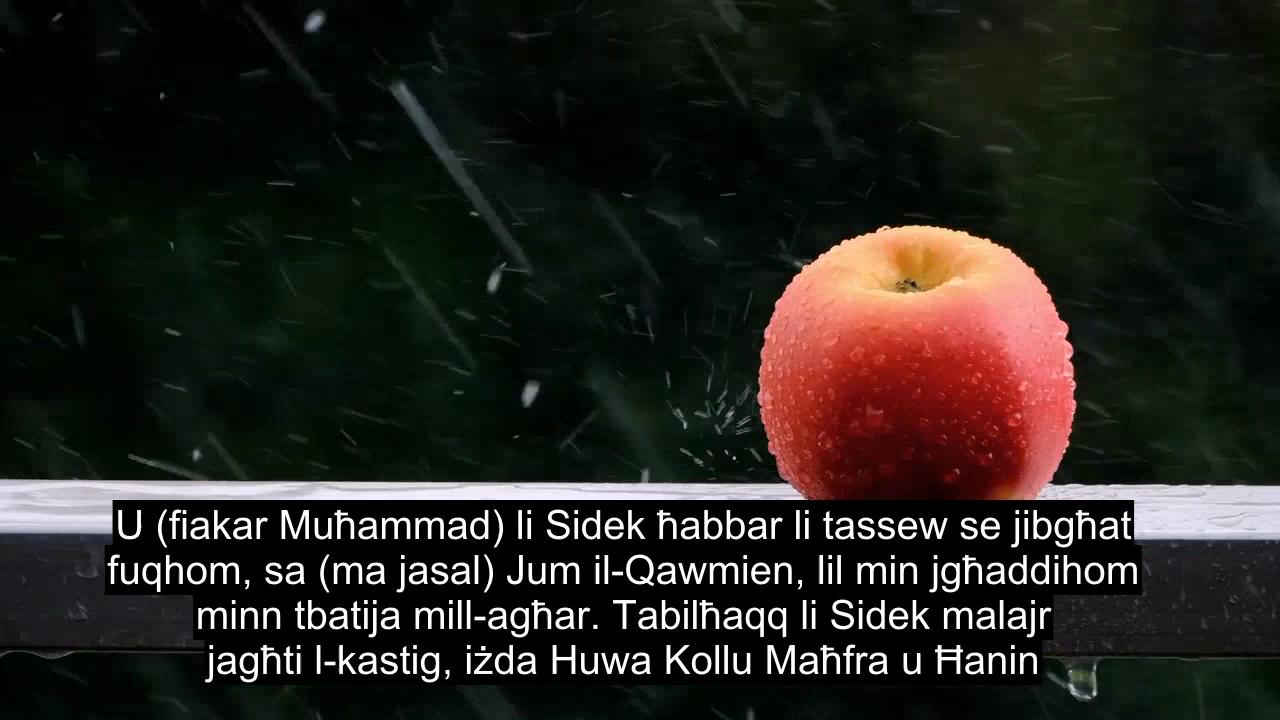 U (fiakar Muħammad) li Sidek ħabbar li tassew se jibgħat
fuqhom, sa (ma jasal) Jum il-Qawmien, lil min jgħaddihom
minn tbatija mill-agħar. Tabilħaqq li Sidek malajr
jagħti l-kastig, iżda Huwa Kollu Maħfra u Ħanin